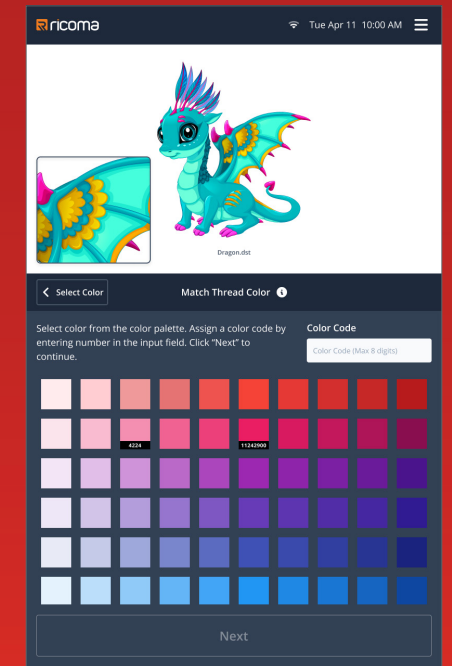 ricoma
Tue Apr 11 10:00 AM
Dragon.dst
Select Color
Match Thread Color
Select color from the color palette. Assign a color code by
entering number in the input field. Click “Next” to
continue.
Color Code
Color Code (Max 8 digits)
4224
11242900
Next